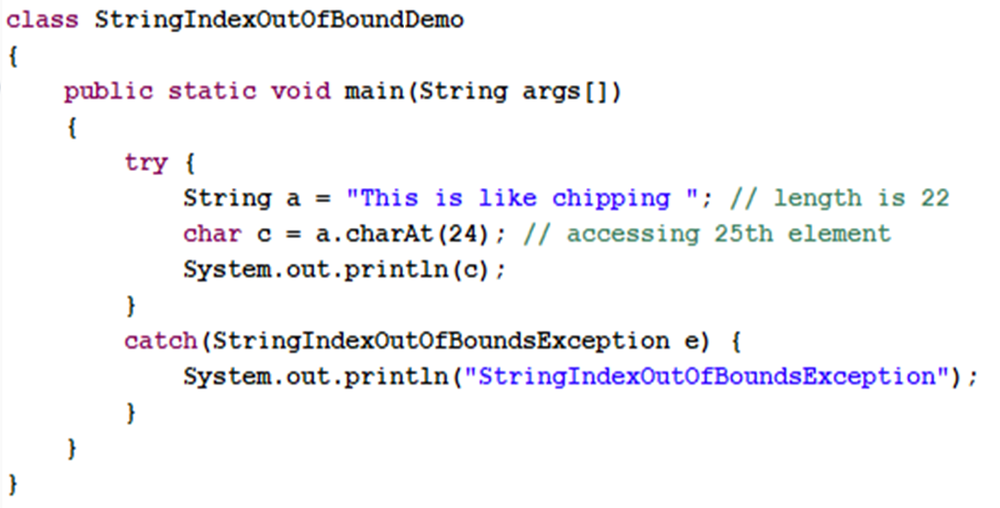 class StringIndexOutOfBoundDemo
{
    public static void main(String args[])
    {
        try {
            String a = "This is like chipping "; // length is 22
            char c = a.charAt(24); // accessing 25th element
            System.out.println(c);
        }
        catch(StringIndexOutOfBoundsException e) {
            System.out.println("StringIndexOutOfBoundsException");
        }
    }
}